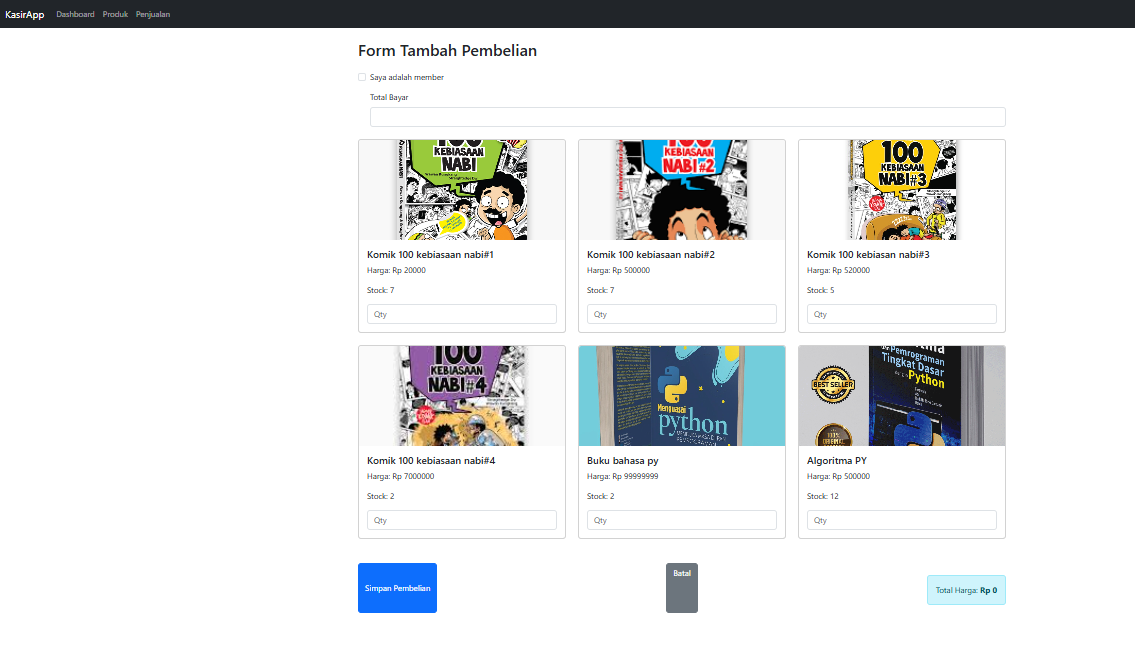 KasirApp Dashboard Produk Penjualan
Form Tambah Pembelian
Saya adalah member
Total Bayar
100
KEBIASAAN
NABI
100
KEBIASAAN
NABI#2
100
KEBIASAAN
NABI#3
Komik 100 kebiasaan nabi#1
Harga: Rp 20000
Stock: 7
Qty
Komik 100 kebiasaan nabi#2
Harga: Rp 500000
Stock: 7
Qty
Komik 100 kebiasan nabi#3
Harga: Rp 520000
Stock: 5
Qty
100
KEBIASAAN
NABI#4
Menguasai
python
Pemrograman
Tingkat Dasar
Python
BEST SELLER
100%
ORIGINAL
Komik 100 kebiasaan nabi#4
Harga: Rp 7000000
Stock: 2
Qty
Buku bahasa py
Harga: Rp 99999999
Stock: 2
Qty
Algoritma PY
Harga: Rp 500000
Stock: 12
Qty
Simpan Pembelian
Batal
Total Harga: Rp 0